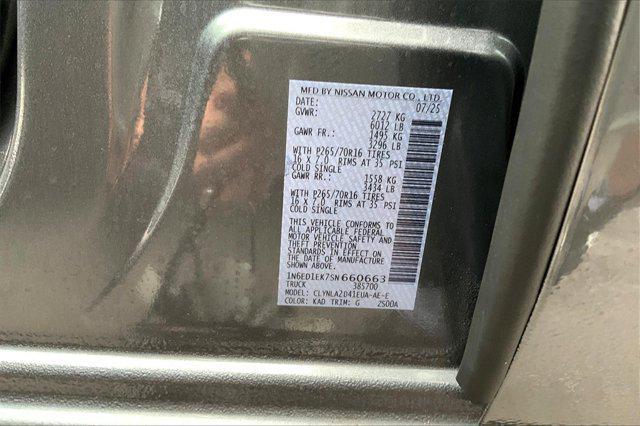 MFD BY NISSAN MOTOR CO., LTD.
DATE: 07/25
GVWR: 2727 KG
6012 LB
GAWR FR: 1495 KG
3296 LB
WITH P265/70R16 TIRES
16 X 7.0 RIMS AT 35 PSI
COLD SINGLE
GAWR RR: 1558 KG
3434 LB
WITH P265/70R16 TIRES
16 X 7.0 RIMS AT 35 PSI
COLD SINGLE
THIS VEHICLE CONFORMS TO
ALL APPLICABLE FEDERAL
MOTOR VEHICLE SAFETY AND
THEFT PREVENTION
STANDARDS IN EFFECT ON
THE DATE OF MANUFACTURE
SHOWN ABOVE.
1N6ED1EK7SN660663
TRUCK 385700
MODEL: CLYNLA2D41EUA-AE-E
COLOR: KAD TRIM: G 2500A